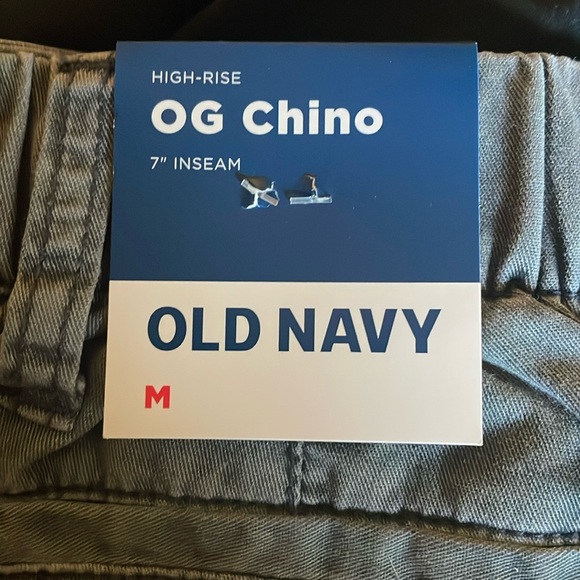 HIGH-RISE
OG Chino
7" INSEAM
OLD NAVY
M